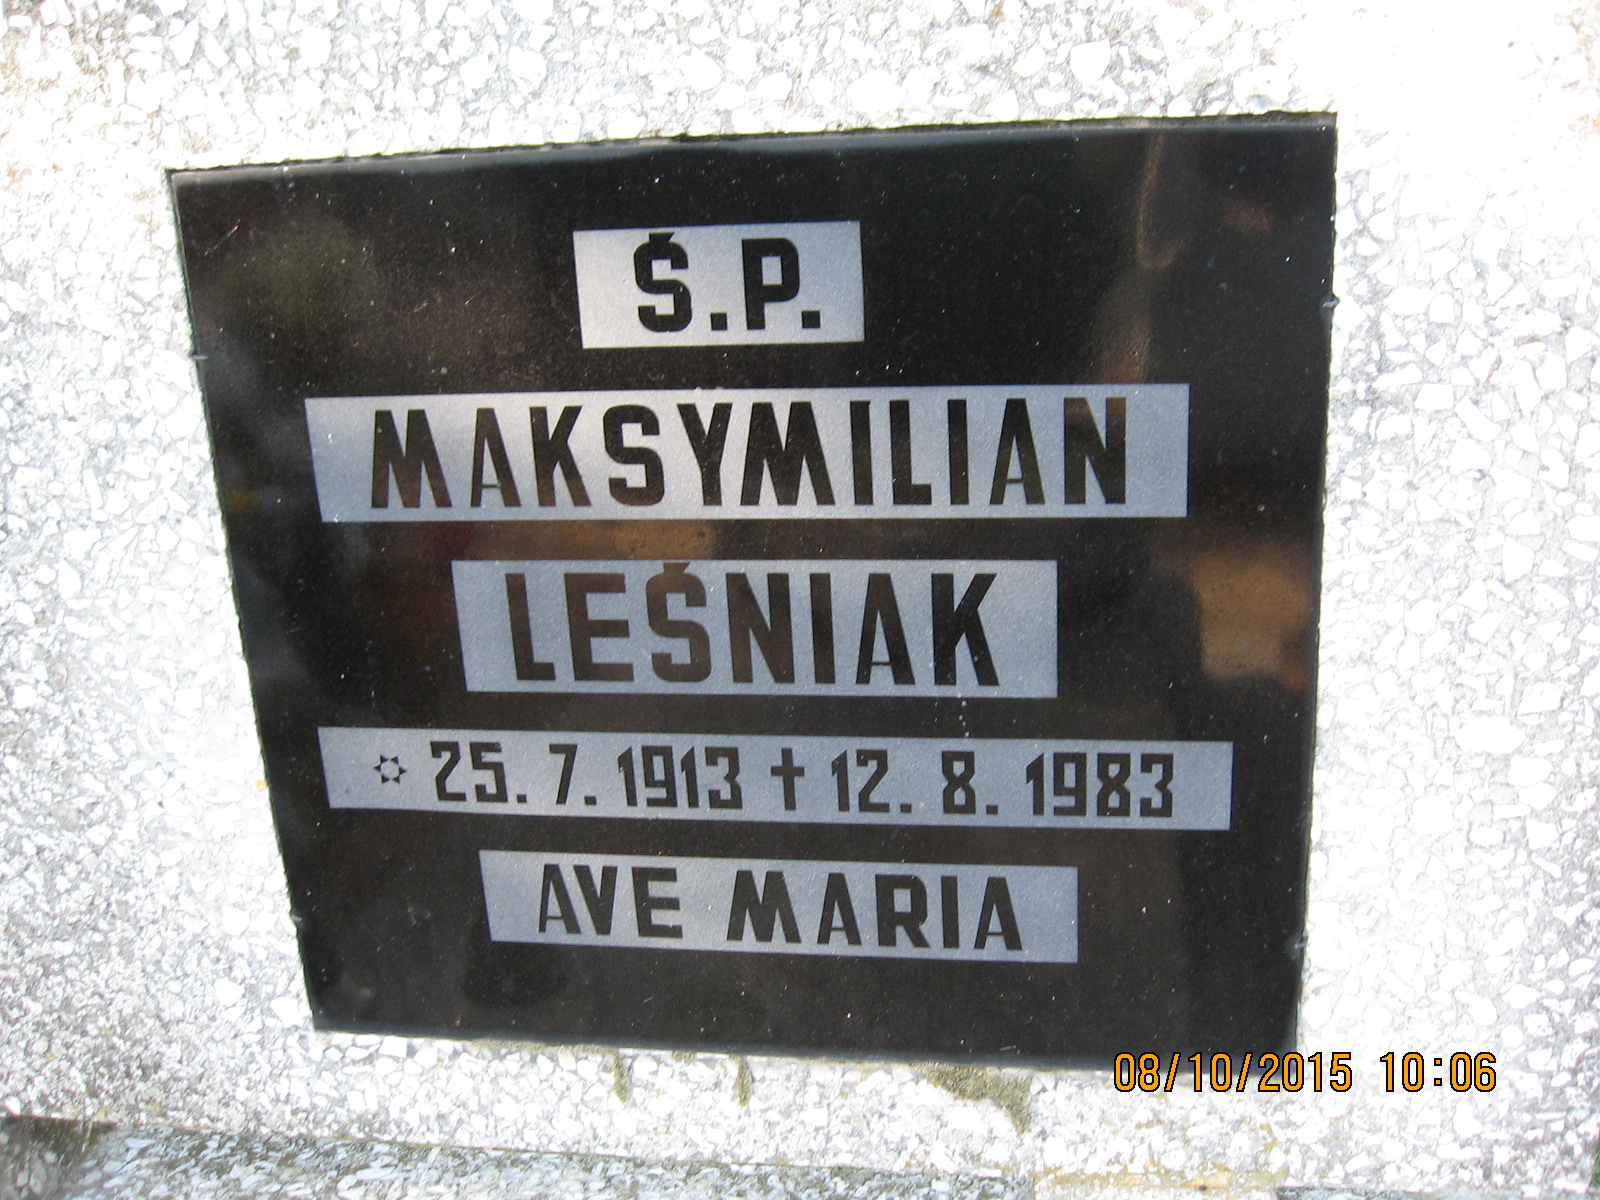 Ś.P.
MAKSYMILIAN
LEŚNIAK
✡ 25. 7. 1913 ✝ 12. 8. 1983
AVE MARIA
08/10/2015 10:06